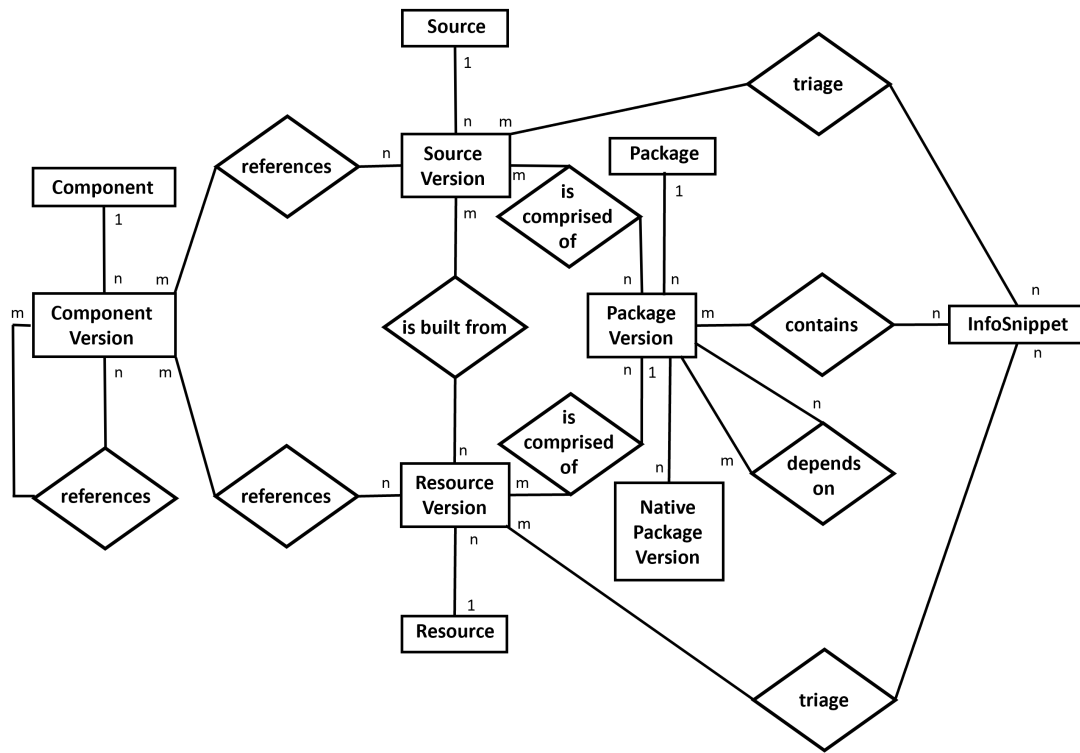 Source
1
triage
n
m
Source
Version
n
references
m
is
comprised
of
Package
1
Component
1
m
n
m
n
n
n
Component
Version
m
is built from
Package
Version
m
contains
n
InfoSnippet
m
n
n
n
1
n
is
comprised
of
depends
on
m
n
n
references
references
n
Resource
Version
m
Native
Package
Version
m
n
1
Resource
triage